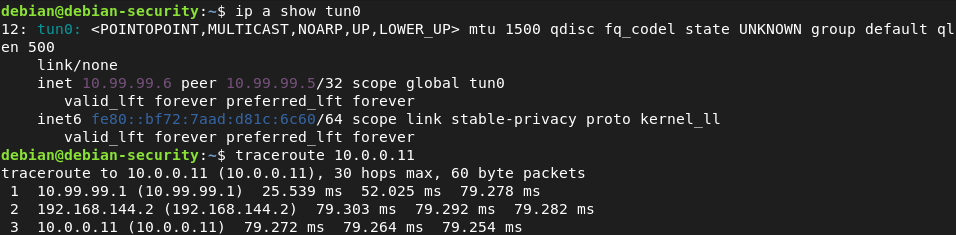 debian@debian-security:~$ ip a show tun0
12: tun0: <POINTOPOINT,MULTICAST,NOARP,UP,LOWER_UP> mtu 1500 qdisc fq_codel state UNKNOWN group default ql
en 500
    link/none
    inet 10.99.99.6 peer 10.99.99.5/32 scope global tun0
       valid_lft forever preferred_lft forever
    inet6 fe80::bf72:7aad:d81c:6c60/64 scope link stable-privacy proto kernel_ll
       valid_lft forever preferred_lft forever
debian@debian-security:~$ traceroute 10.0.0.11
traceroute to 10.0.0.11 (10.0.0.11), 30 hops max, 60 byte packets
 1  10.99.99.1 (10.99.99.1)  25.539 ms  52.025 ms  79.278 ms
 2  192.168.144.2 (192.168.144.2)  79.303 ms  79.292 ms  79.282 ms
 3  10.0.0.11 (10.0.0.11)  79.272 ms  79.264 ms  79.254 ms